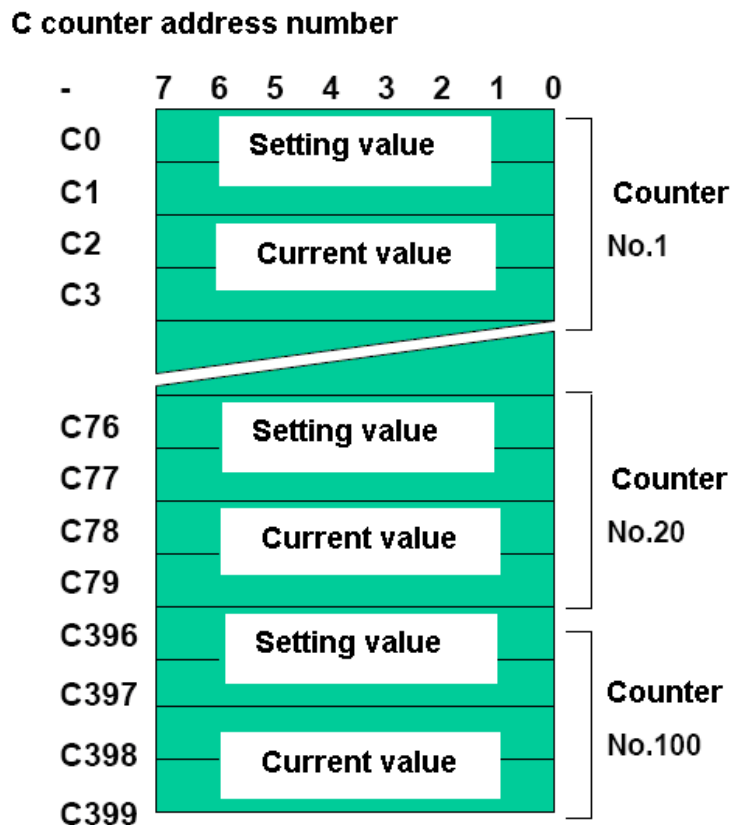 C counter address number
- 7 6 5 4 3 2 1 0
C0 Setting value
C1
Counter
C2 Current value No.1
C3
C76 Setting value
C77 Counter
C78 Current value No.20
C79
C396 Setting value
C397 Counter
No.100
C398 Current value
C399